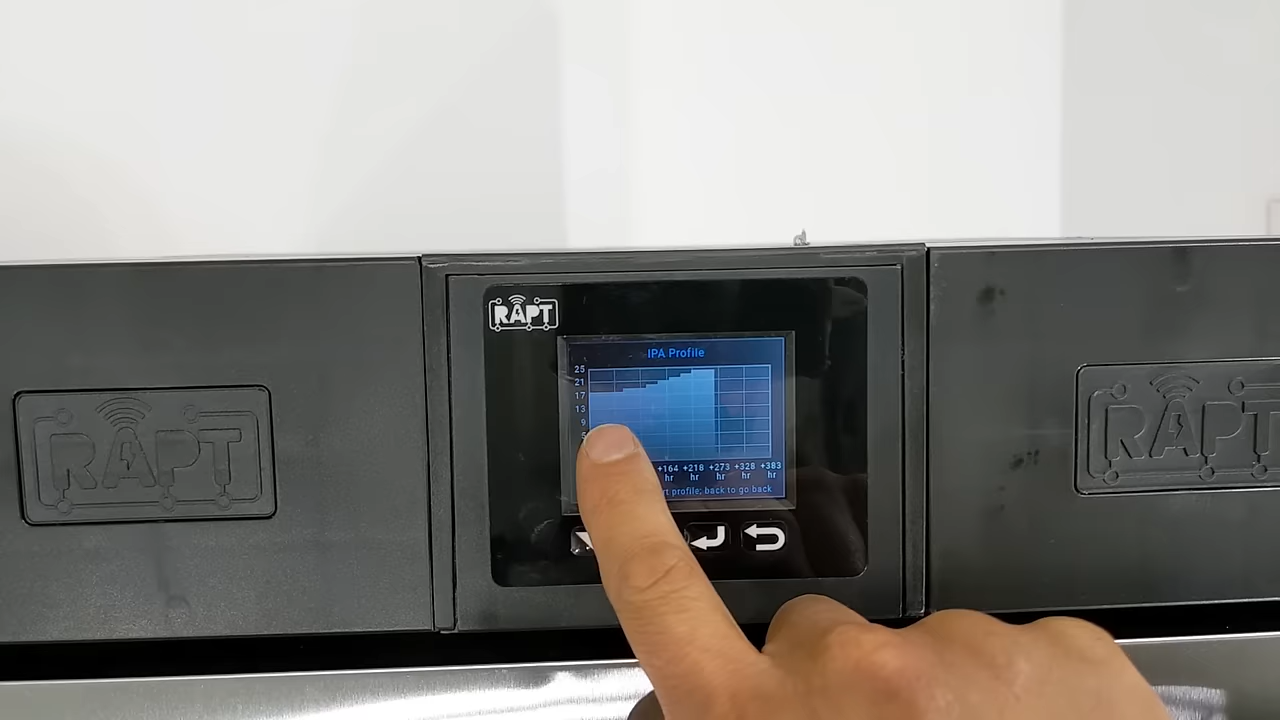 RAPT
IPA Profile
25
21
17
13
9
+164 +218 +273 +328 +383
hr hr hr hr hr
profile; back to go back
RAPT
RAPT